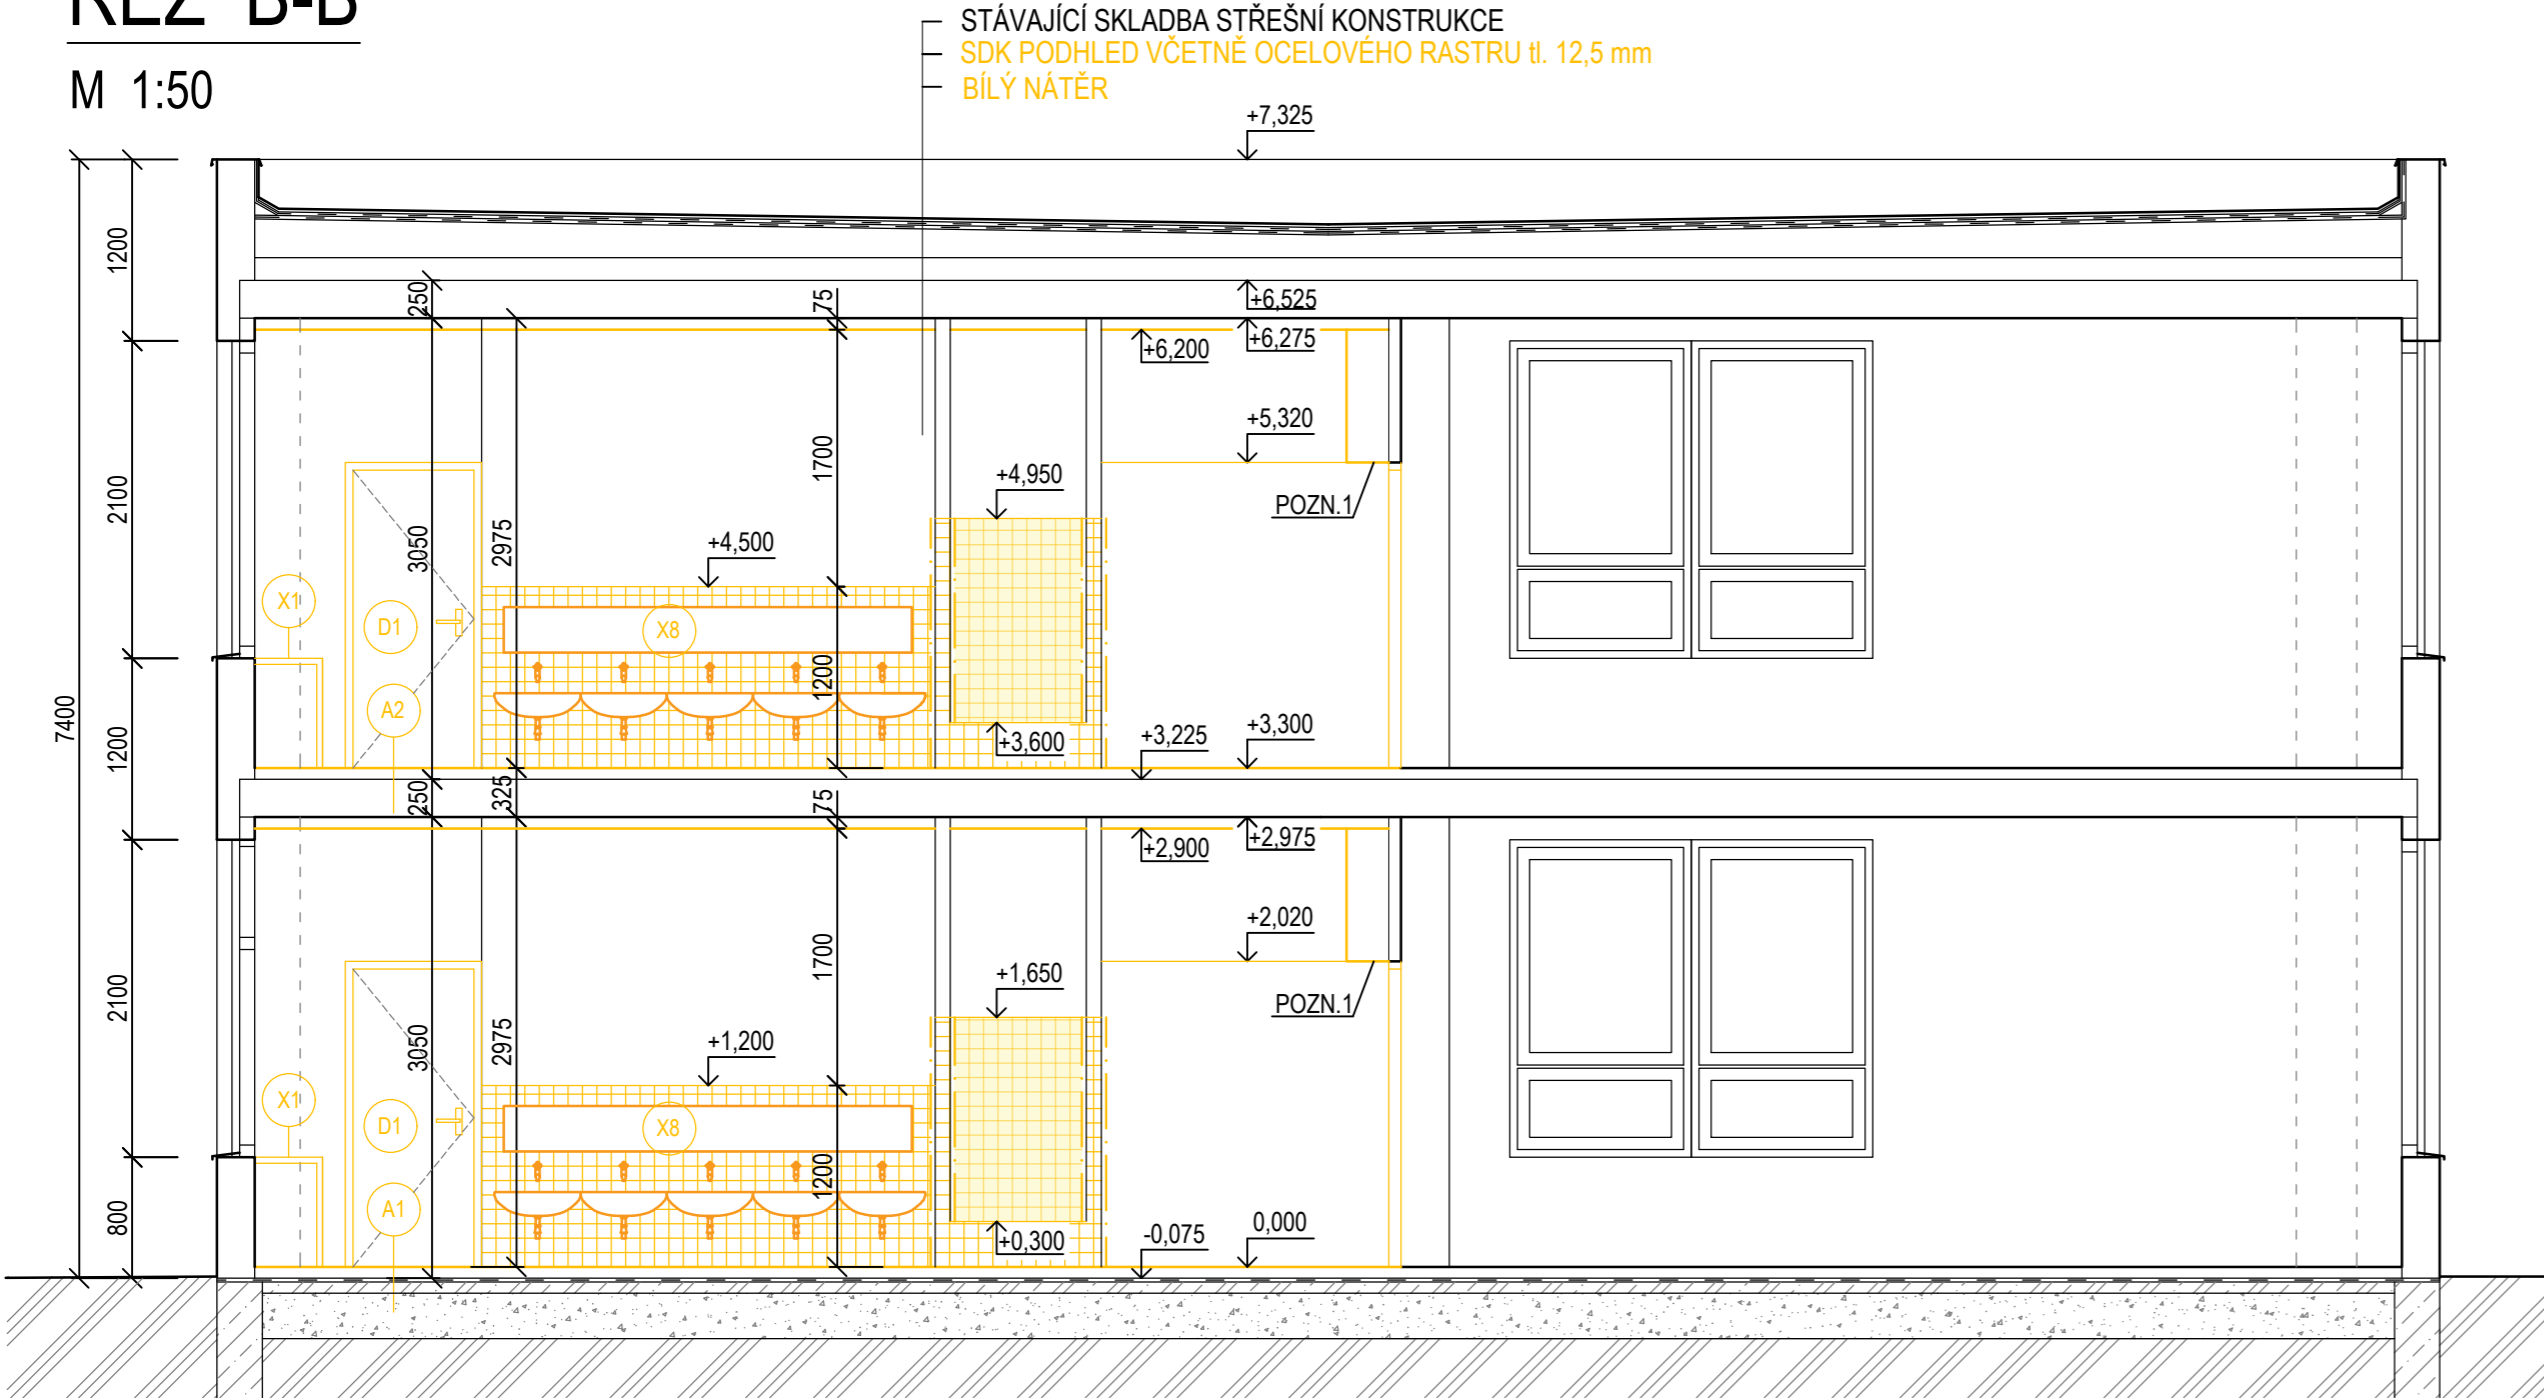 ŘEZ B-B
M 1:50
STÁVAJÍCÍ SKLADBA STŘEŠNÍ KONSTRUKCE
SDK PODHLED VČETNĚ OCELOVÉHO RASTRU tl. 12,5 mm
BÍLÝ NÁTĚR
+7,325
1200
250
75
+6,525
+6,275
+6,200
+5,320
1700
2100
+4,950
POZN.1
3050
2975
+4,500
X1
D1
X8
A2
1200
7400
1200
+3,600
+3,225
+3,300
250
325
75
+2,900
+2,975
+2,020
1700
2100
+1,650
POZN.1
3050
2975
+1,200
X1
D1
X8
A1
1200
800
+0,300
-0,075
0,000